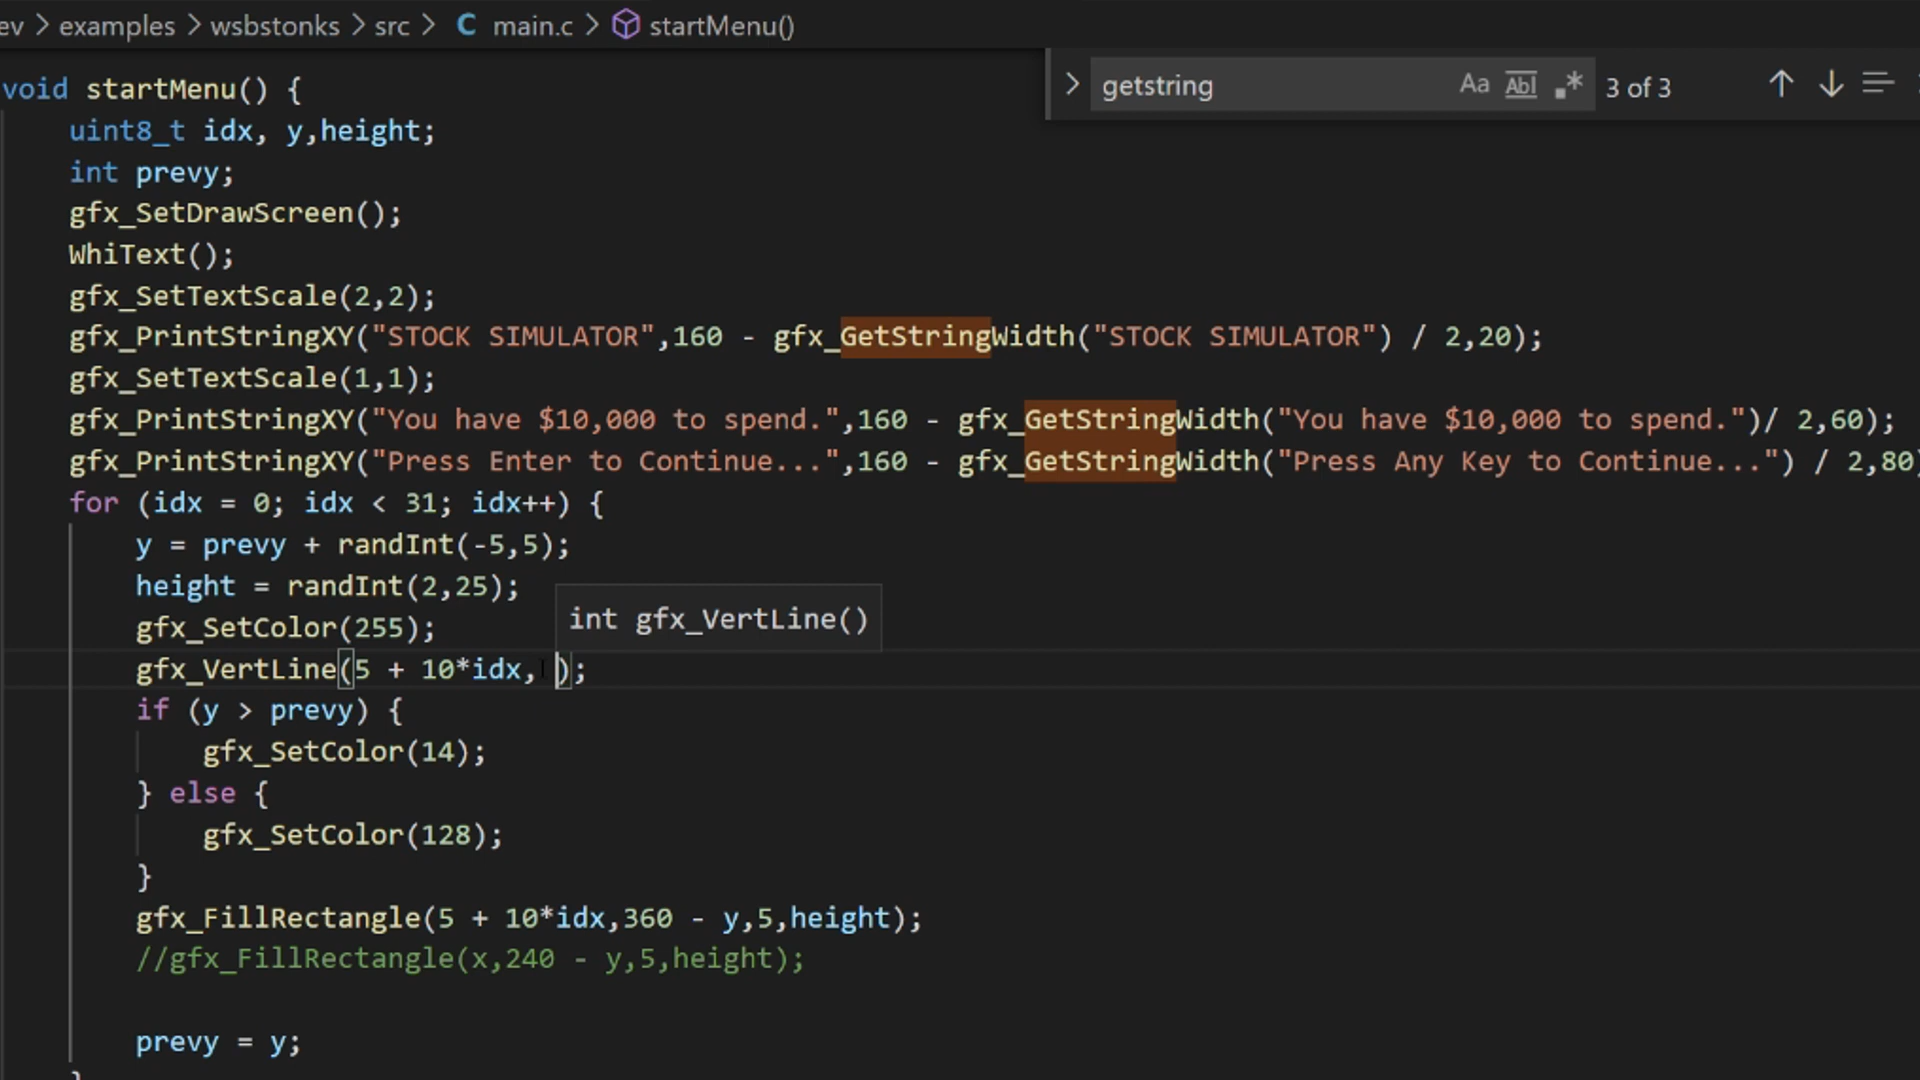 ev > examples > wsbstonks > src > C main.c > startMenu()
getstring Aa Abl .* 3 of 3
void startMenu() {
uint8_t idx, y,height;
int prevy;
gfx_SetDrawScreen();
WhiText();
gfx_SetTextScale(2,2);
gfx_PrintStringXY("STOCK SIMULATOR",160 - gfx_GetStringWidth("STOCK SIMULATOR") / 2,20);
gfx_SetTextScale(1,1);
gfx_PrintStringXY("You have $10,000 to spend.",160 - gfx_GetStringWidth("You have $10,000 to spend.")/ 2,60);
gfx_PrintStringXY("Press Enter to Continue...",160 - gfx_GetStringWidth("Press Any Key to Continue...") / 2,80)
for (idx = 0; idx < 31; idx++) {
y = prevy + randInt(-5,5);
height = randInt(2,25);
int gfx_VertLine()
gfx_SetColor(255);
gfx_VertLine(5 + 10*idx, );
if (y > prevy) {
gfx_SetColor(14);
} else {
gfx_SetColor(128);
}
gfx_FillRectangle(5 + 10*idx,360 - y,5,height);
//gfx_FillRectangle(x,240 - y,5,height);
prevy = y;
}